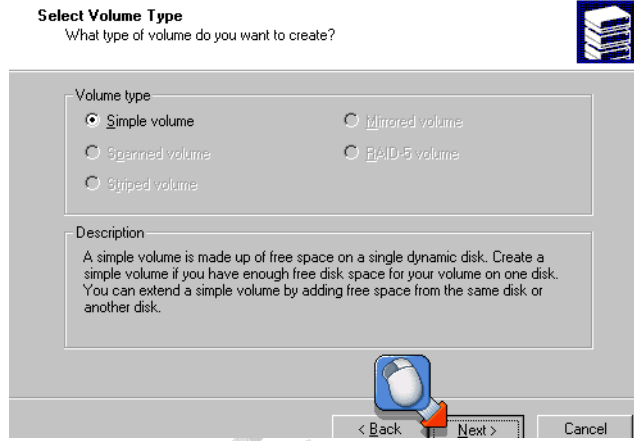 Select Volume Type
What type of volume do you want to create?
Volume type
Simple volume
Mirrored volume
Spanned volume
RAID-5 volume
Striped volume
Description
A simple volume is made up of free space on a single dynamic disk. Create a
simple volume if you have enough free disk space for your volume on one disk.
You can extend a simple volume by adding free space from the same disk or
another disk.
< Back
Next >
Cancel